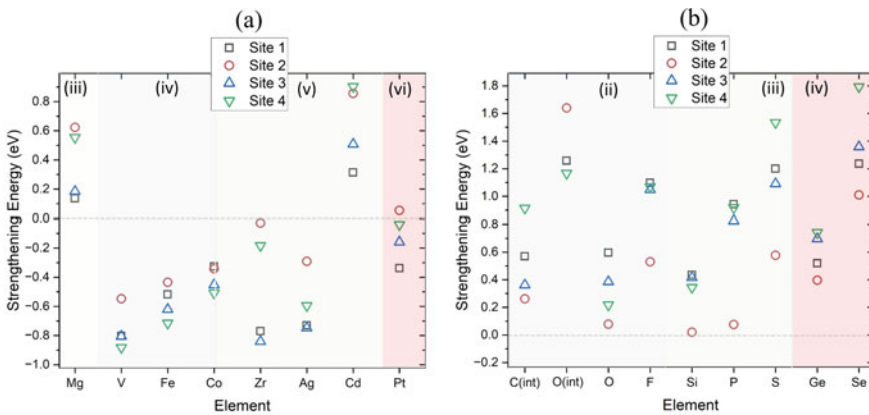 (a)
Site 1
Site 2
Site 3
Site 4
(iii)
(iv)
(v)
(vi)
0.8
0.6
0.4
0.2
0.0
−0.2
−0.4
−0.6
−0.8
−1.0
Strengthening Energy (eV)
Mg V Fe Co Zr Ag Cd Pt
Element
(b)
Site 1
Site 2
Site 3
Site 4
(ii)
(iii)
(iv)
1.8
1.6
1.4
1.2
1.0
0.8
0.6
0.4
0.2
0.0
−0.2
Strengthening Energy (eV)
C(int) O(int) O F Si P S Ge Se
Element